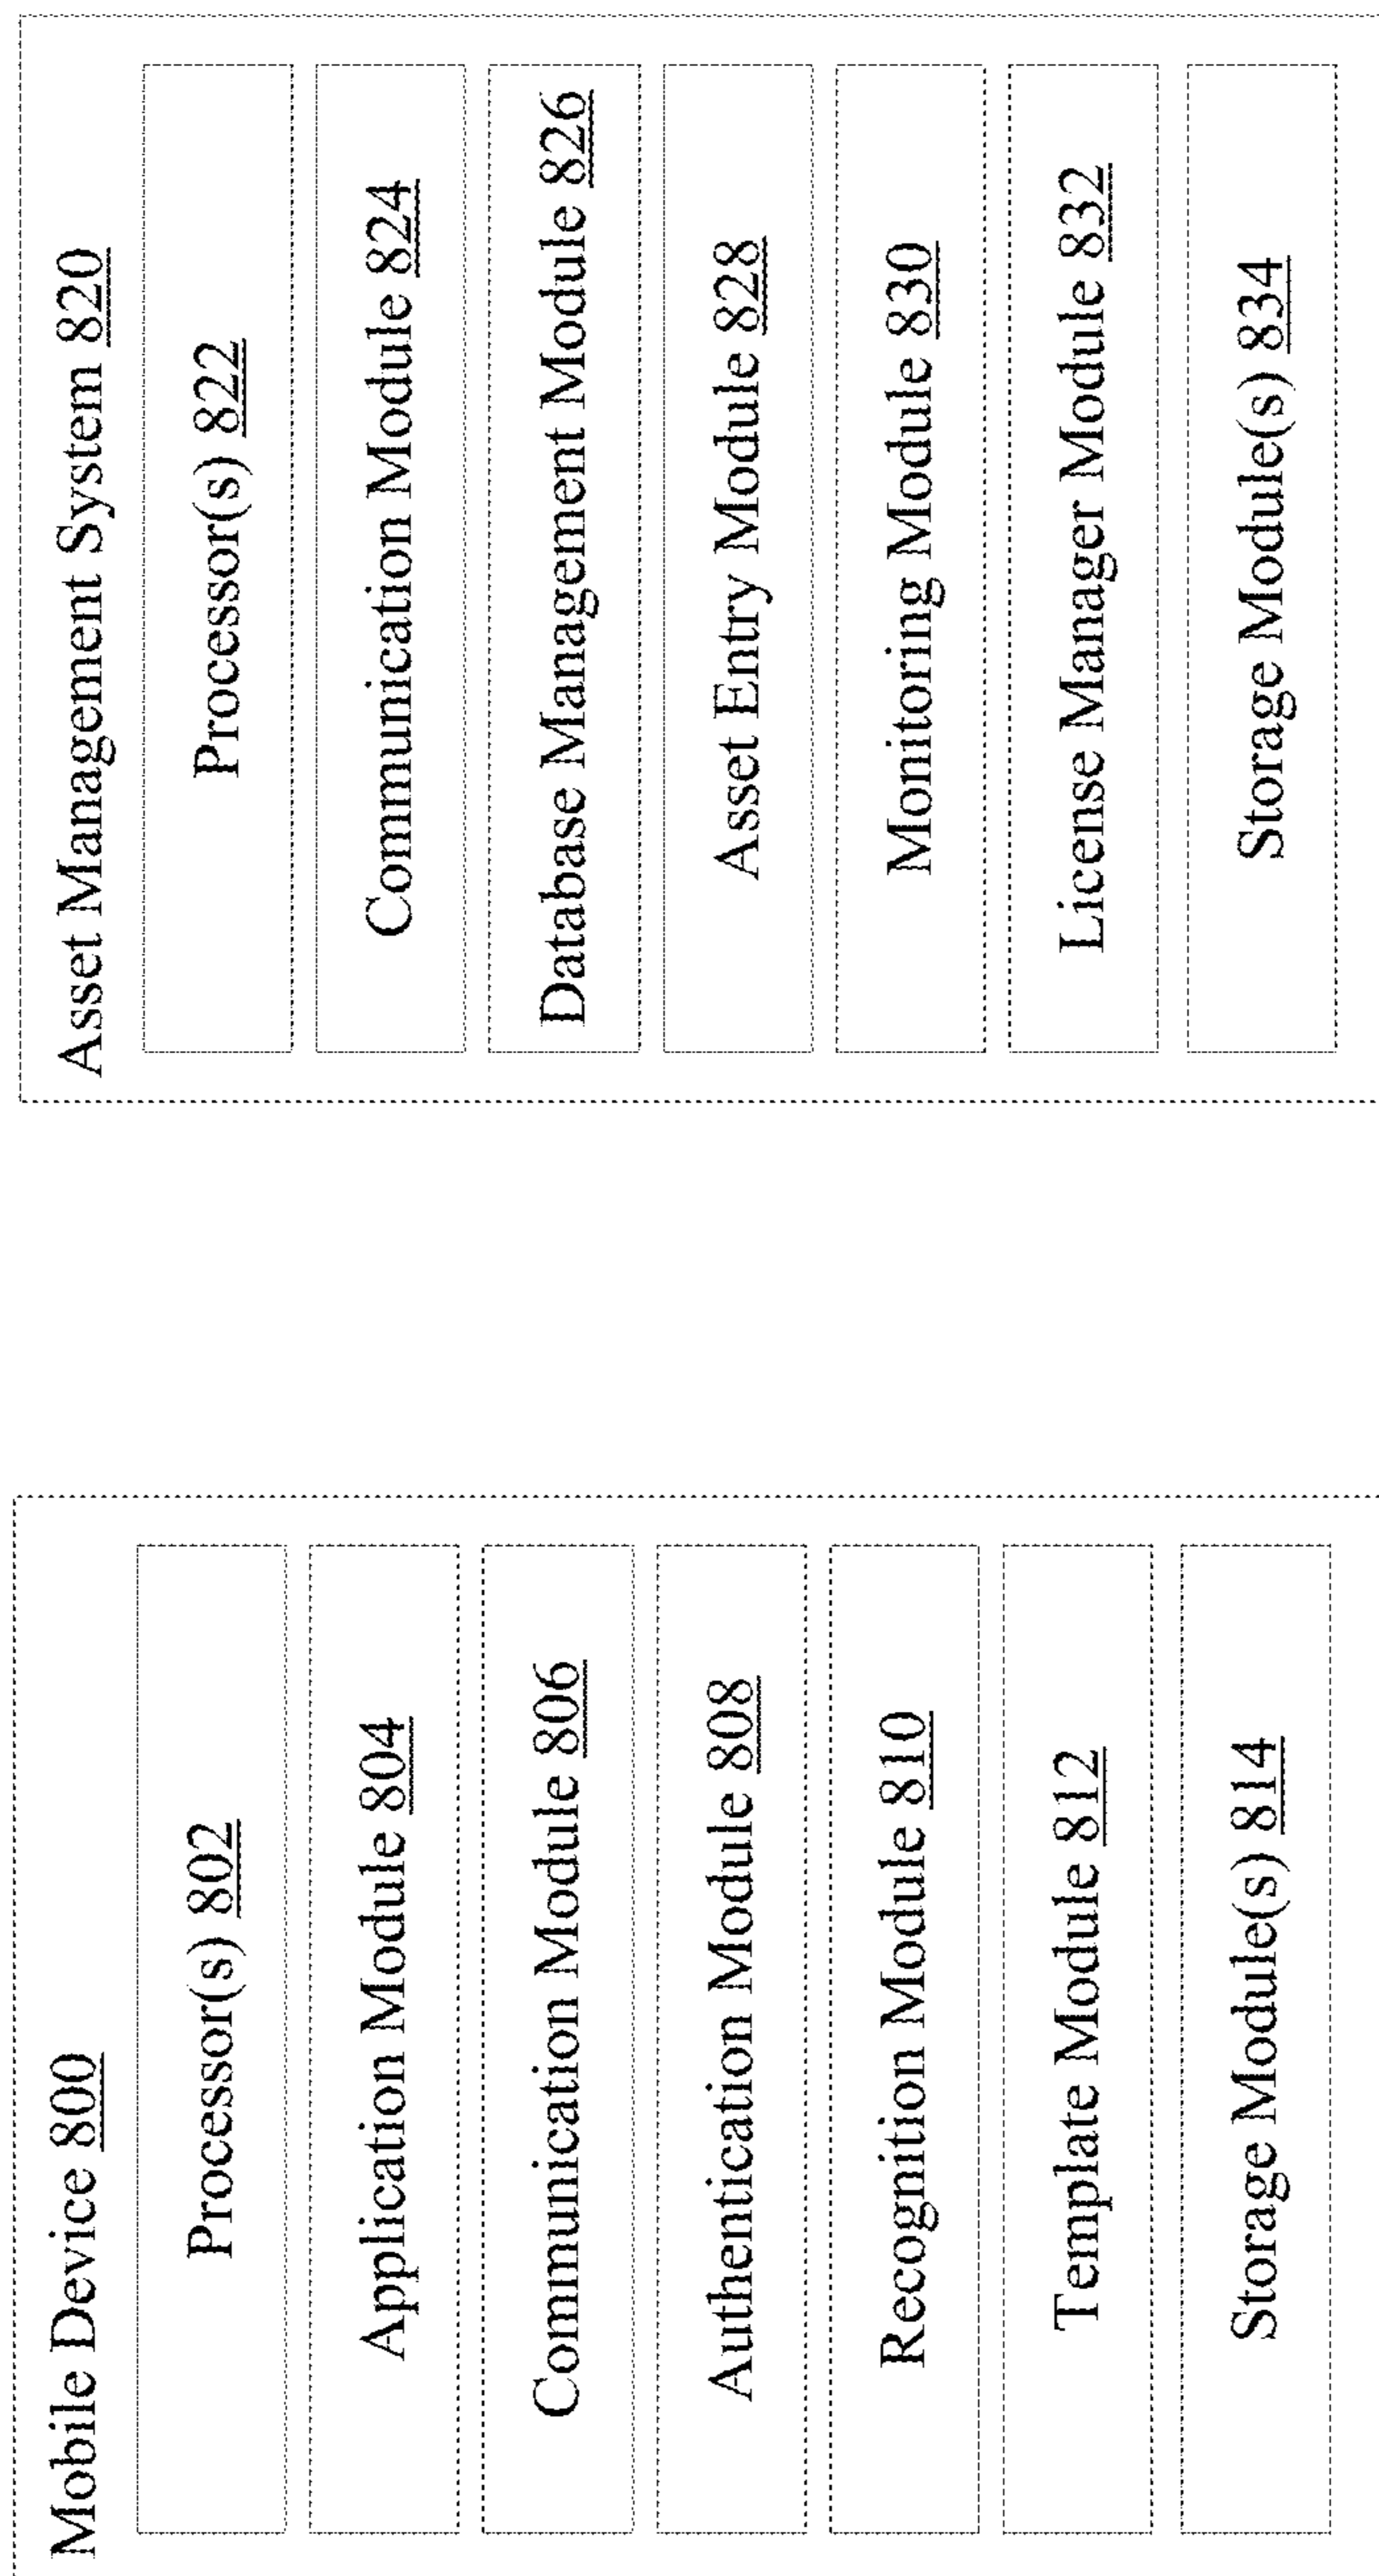 Mobile Device 800
Processor(s) 802
Application Module 804
Communication Module 806
Authentication Module 808
Recognition Module 810
Template Module 812
Storage Module(s) 814
Asset Management System 820
Processor(s) 822
Communication Module 824
Database Management Module 826
Asset Entry Module 828
Monitoring Module 830
License Manager Module 832
Storage Module(s) 834